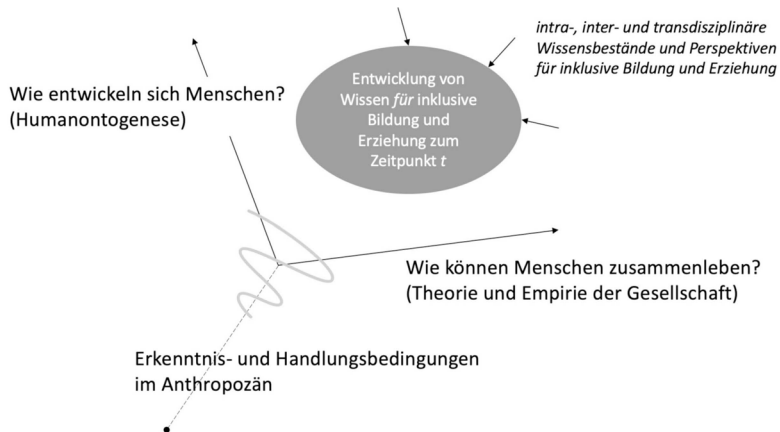 intra-, inter- und transdisziplinäre
Wissensbestände und Perspektiven
für inklusive Bildung und Erziehung
Entwicklung von
Wissen für inklusive
Bildung und
Erziehung zum
Zeitpunkt t
Wie entwickeln sich Menschen?
(Humanontogenese)
Wie können Menschen zusammenleben?
(Theorie und Empirie der Gesellschaft)
Erkenntnis- und Handlungsbedingungen
im Anthropozän